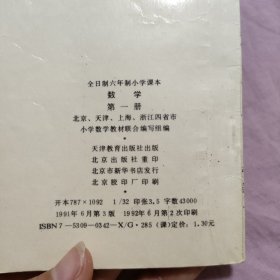 全日制六年制小学课本
数学
第一册
北京、天津、上海、浙江四省市
小学数学教材联合编写组编
天津教育出版社出版
北京出版社重印
北京市新华书店发行
北京胶印厂印刷
开本787×1092 1/32 印张3.5 字数43000
1991年6月第3版 1992年6月第2次印刷
ISBN7-5309-0342-X/G·285(课)定价:1.30元